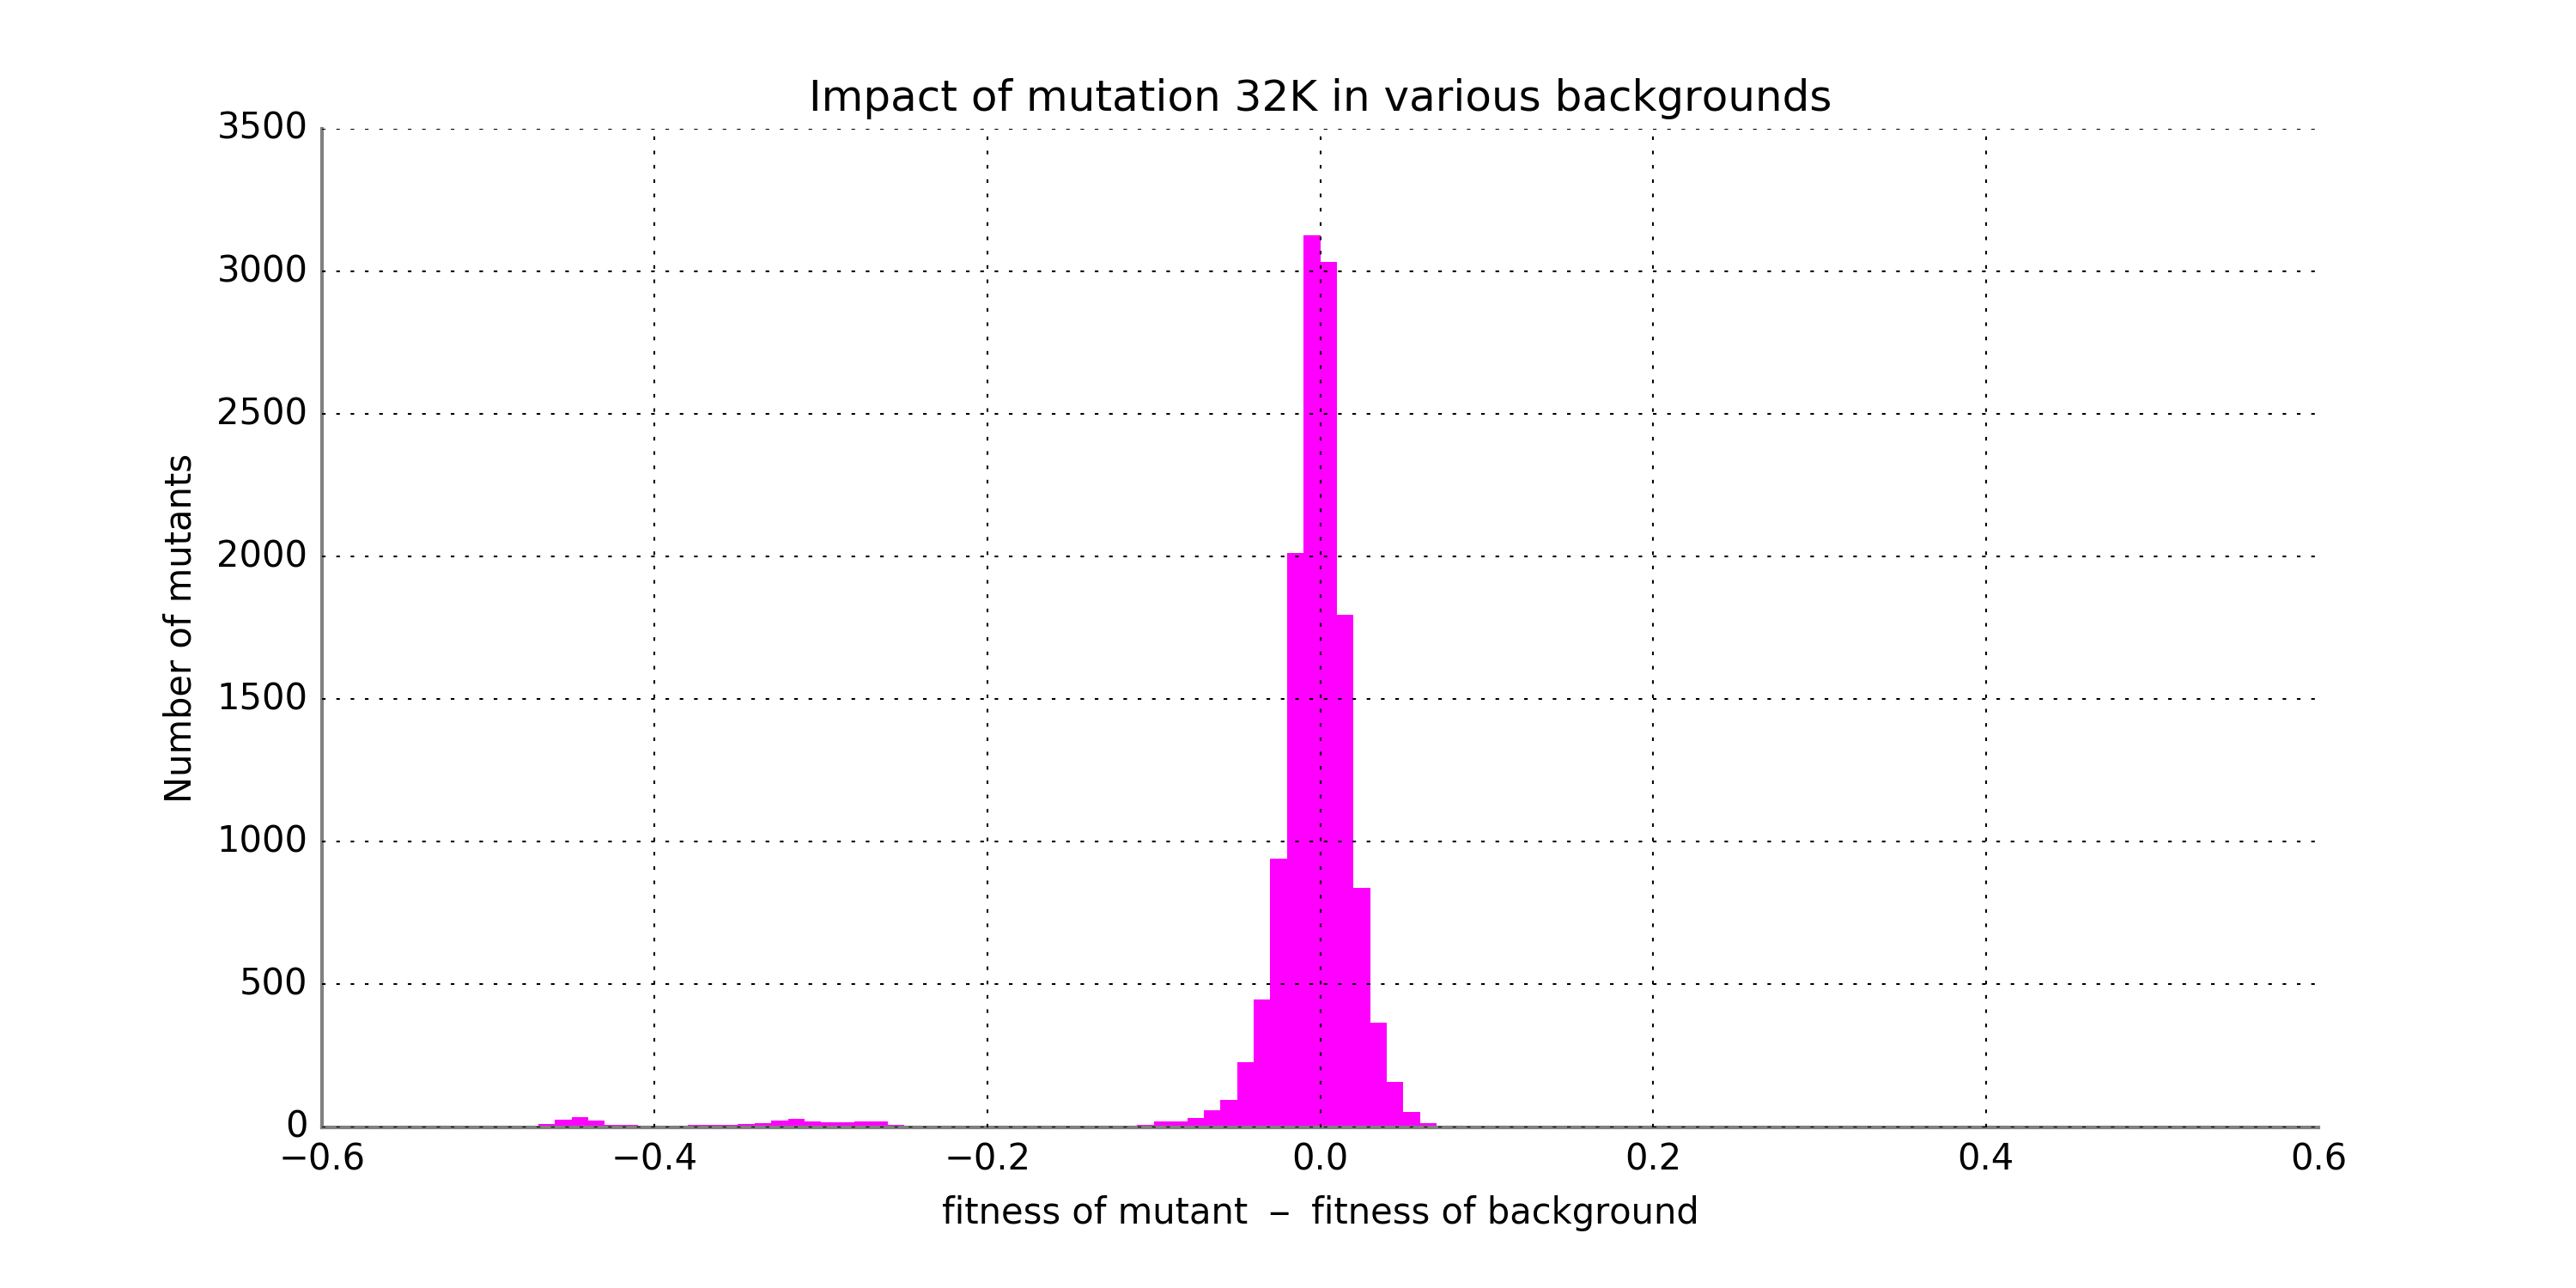 Impact of mutation 32K in various backgrounds
3500
3000
2500
2000
1500
1000
500
0
Number of mutants
−0.6 −0.4 −0.2 0.0 0.2 0.4 0.6
fitness of mutant − fitness of background